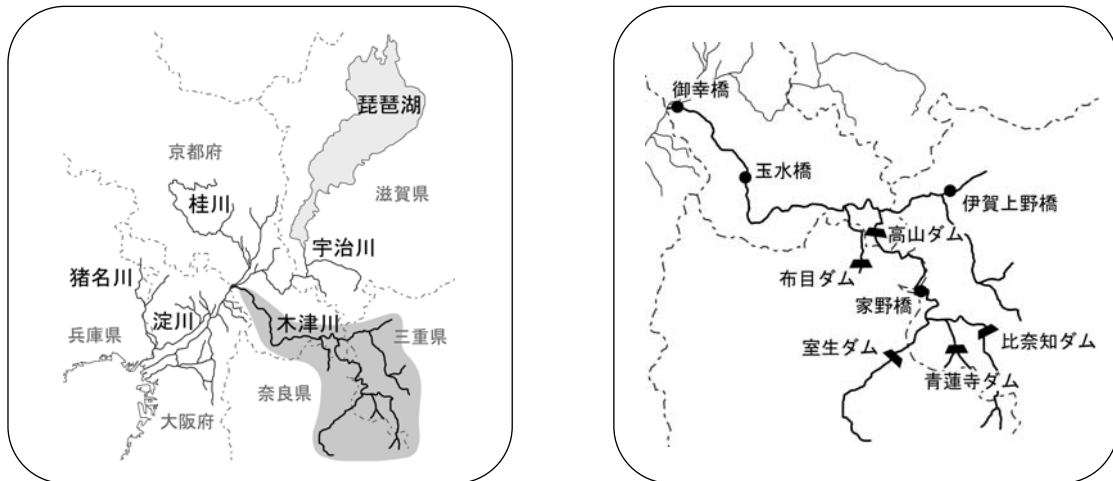 琵琶湖
京都府
滋賀県
桂川
宇治川
猪名川
淀川
木津川
兵庫県
三重県
奈良県
大阪府
御幸橋
玉水橋
伊賀上野橋
高山ダム
布目ダム
家野橋
比奈知ダム
室生ダム
青蓮寺ダム